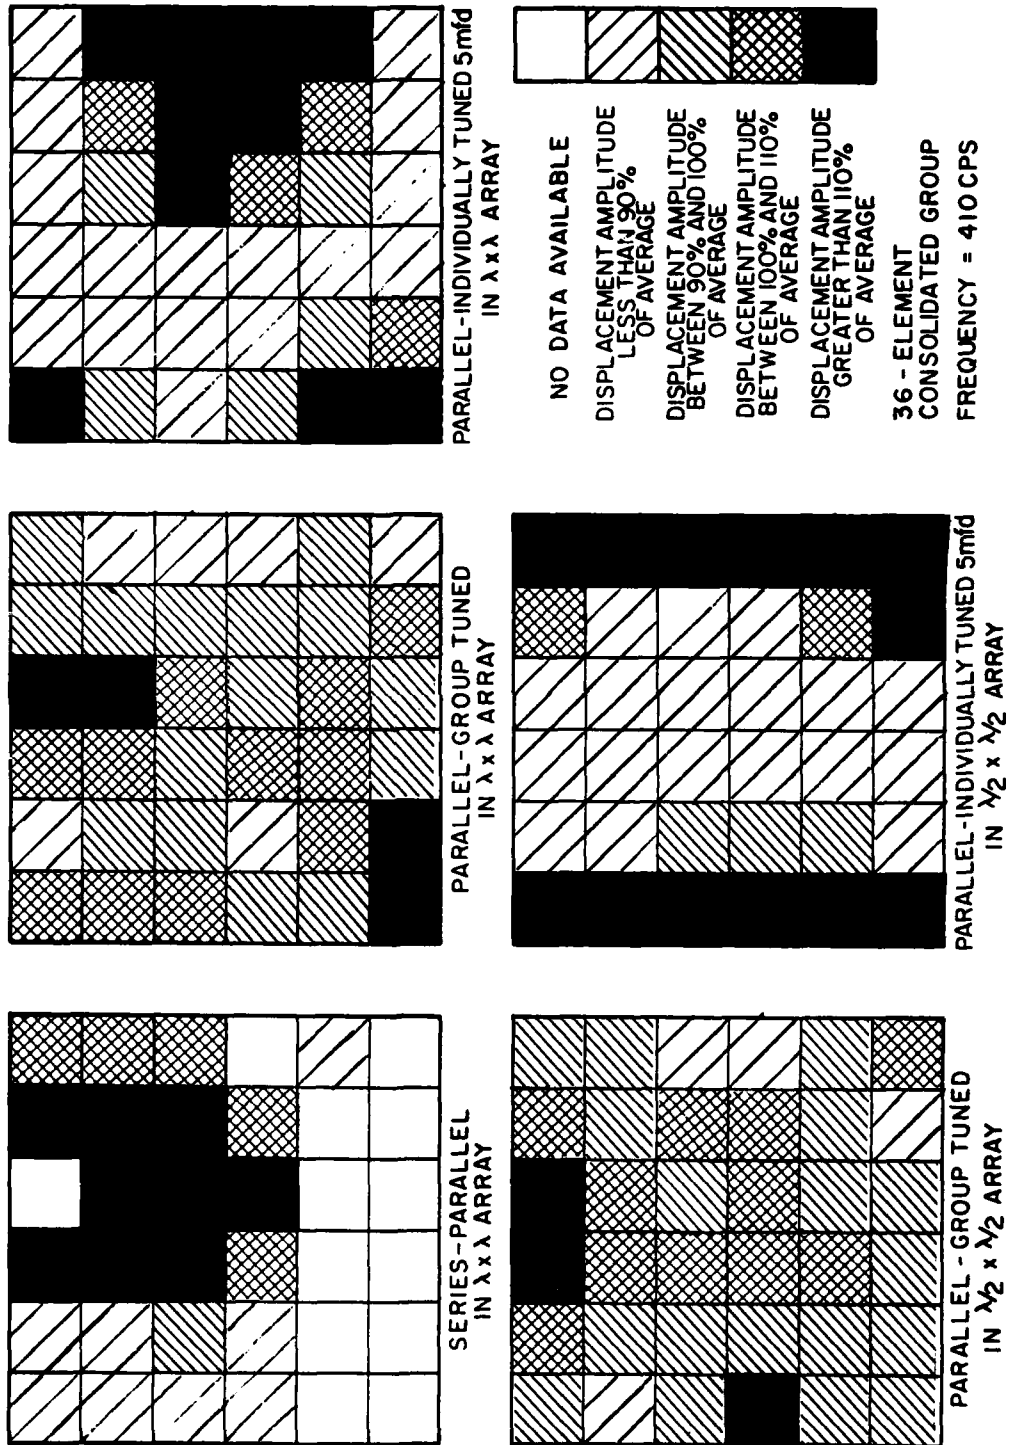 SERIES-PARALLEL
IN λ x λ ARRAY
PARALLEL-GROUP TUNED
IN λ x λ ARRAY
PARALLEL-INDIVIDUALLY TUNED 5mfd
IN λ x λ ARRAY
PARALLEL - GROUP TUNED
IN λ/2 x λ/2 ARRAY
PARALLEL-INDIVIDUALLY TUNED 5mfd
IN λ/2 x λ/2 ARRAY
NO DATA AVAILABLE
DISPLACEMENT AMPLITUDE
LESS THAN 90%
OF AVERAGE
DISPLACEMENT AMPLITUDE
BETWEEN 90% AND 100%
OF AVERAGE
DISPLACEMENT AMPLITUDE
BETWEEN 100% AND 110%
OF AVERAGE
DISPLACEMENT AMPLITUDE
GREATER THAN 110%
OF AVERAGE
36 - ELEMENT
CONSOLIDATED GROUP
FREQUENCY = 410 CPS